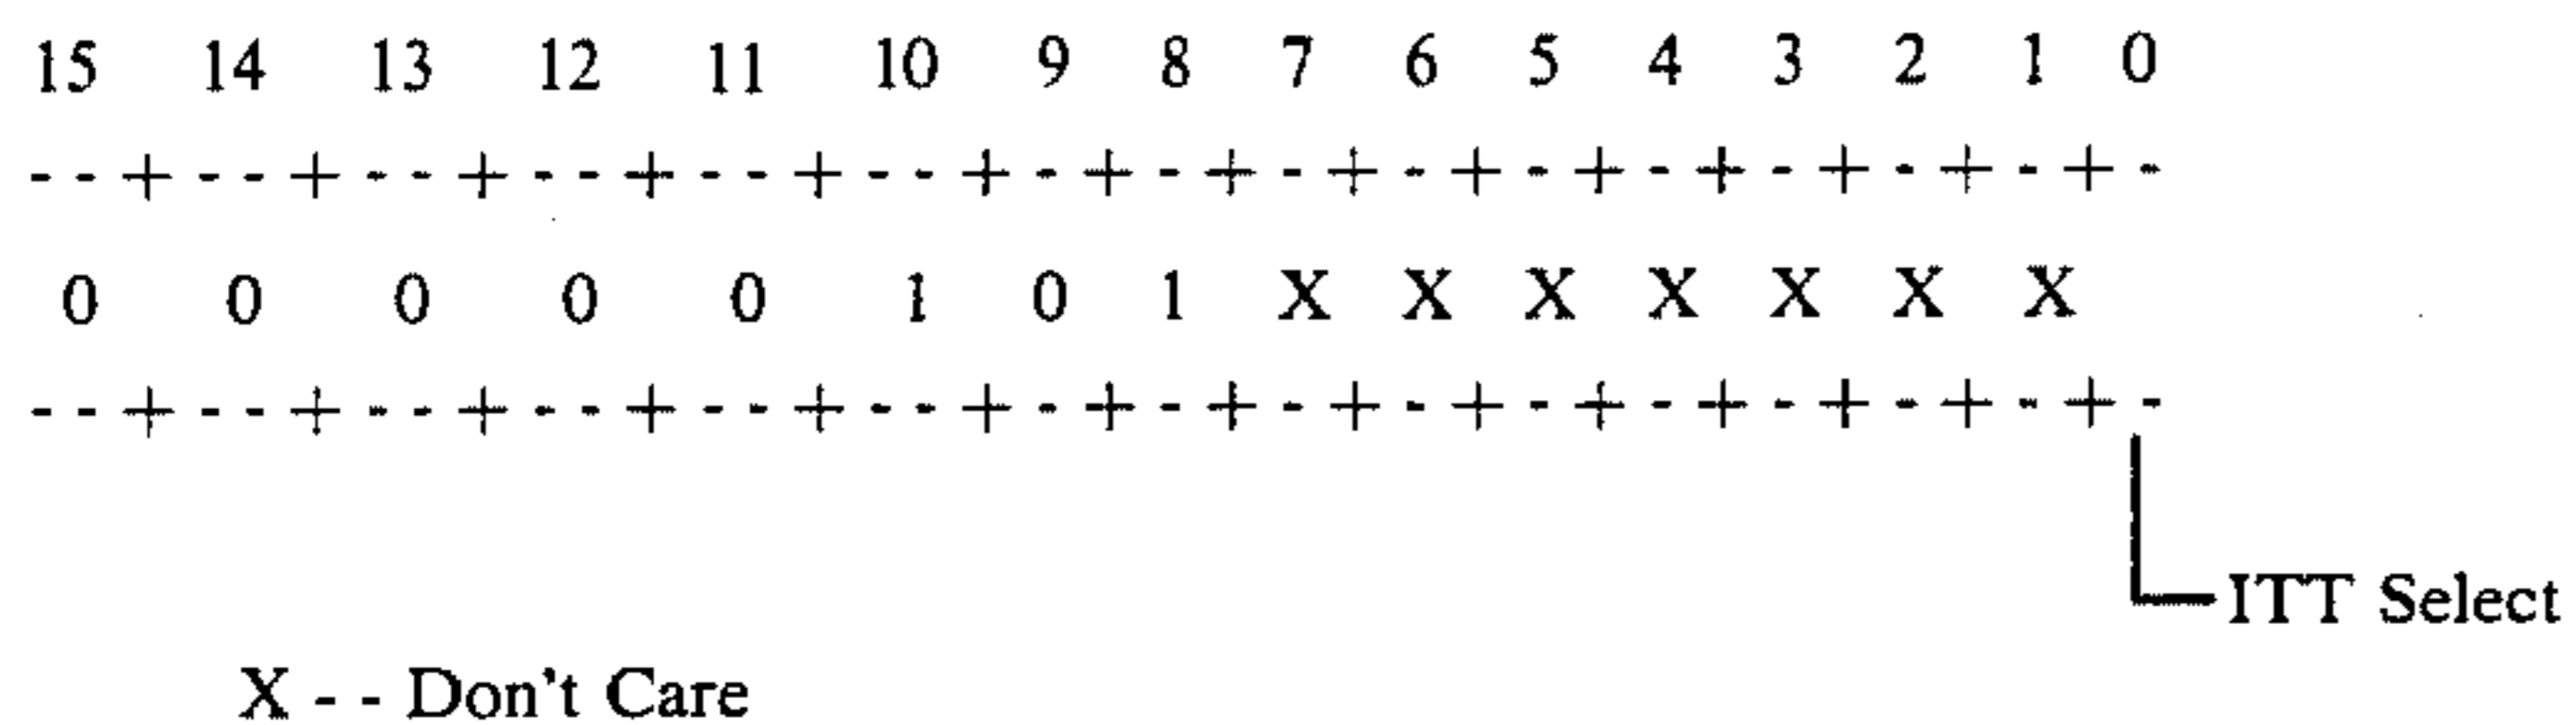 15 14 13 12 11 10 9 8 7 6 5 4 3 2 1 0
- - + - - + - - + - - + - - + - - + - + - + - + - + - + - + - + - + - + -
0 0 0 0 0 1 0 1 X X X X X X X
- - + - - + - - + - - + - - + - - + - + - + - + - + - + - + - + - + - + -
ITT Select
X - - Don't Care